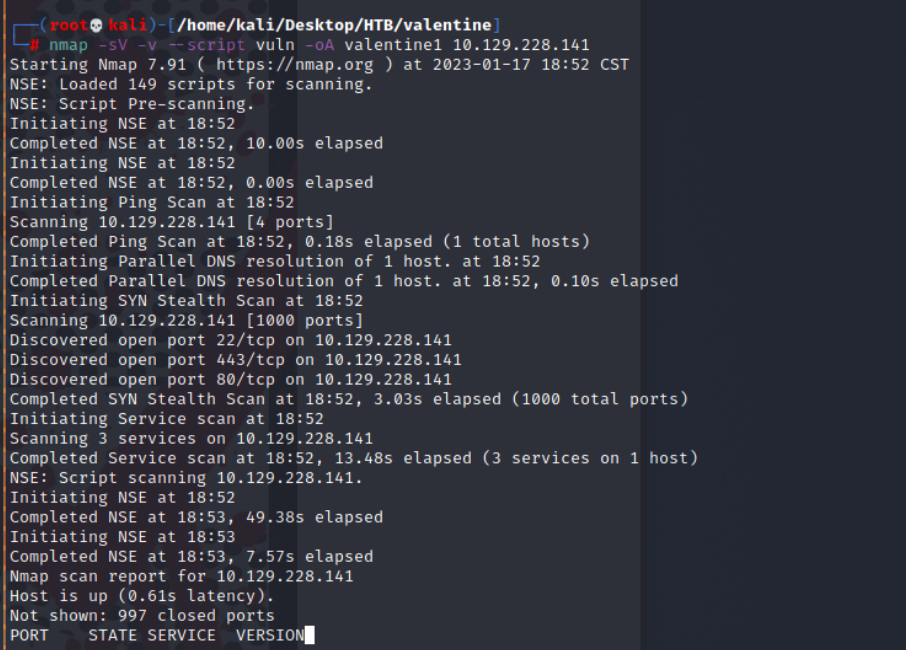 (root💀kali)-[/home/kali/Desktop/HTB/valentine]
# nmap -sV -v --script vuln -oA valentine1 10.129.228.141
Starting Nmap 7.91 ( https://nmap.org ) at 2023-01-17 18:52 CST
NSE: Loaded 149 scripts for scanning.
NSE: Script Pre-scanning.
Initiating NSE at 18:52
Completed NSE at 18:52, 10.00s elapsed
Initiating NSE at 18:52
Completed NSE at 18:52, 0.00s elapsed
Initiating Ping Scan at 18:52
Scanning 10.129.228.141 [4 ports]
Completed Ping Scan at 18:52, 0.18s elapsed (1 total hosts)
Initiating Parallel DNS resolution of 1 host. at 18:52
Completed Parallel DNS resolution of 1 host. at 18:52, 0.10s elapsed
Initiating SYN Stealth Scan at 18:52
Scanning 10.129.228.141 [1000 ports]
Discovered open port 22/tcp on 10.129.228.141
Discovered open port 443/tcp on 10.129.228.141
Discovered open port 80/tcp on 10.129.228.141
Completed SYN Stealth Scan at 18:52, 3.03s elapsed (1000 total ports)
Initiating Service scan at 18:52
Scanning 3 services on 10.129.228.141
Completed Service scan at 18:52, 13.48s elapsed (3 services on 1 host)
NSE: Script scanning 10.129.228.141.
Initiating NSE at 18:52
Completed NSE at 18:53, 49.38s elapsed
Initiating NSE at 18:53
Completed NSE at 18:53, 7.57s elapsed
Nmap scan report for 10.129.228.141
Host is up (0.61s latency).
Not shown: 997 closed ports
PORT    STATE SERVICE  VERSION